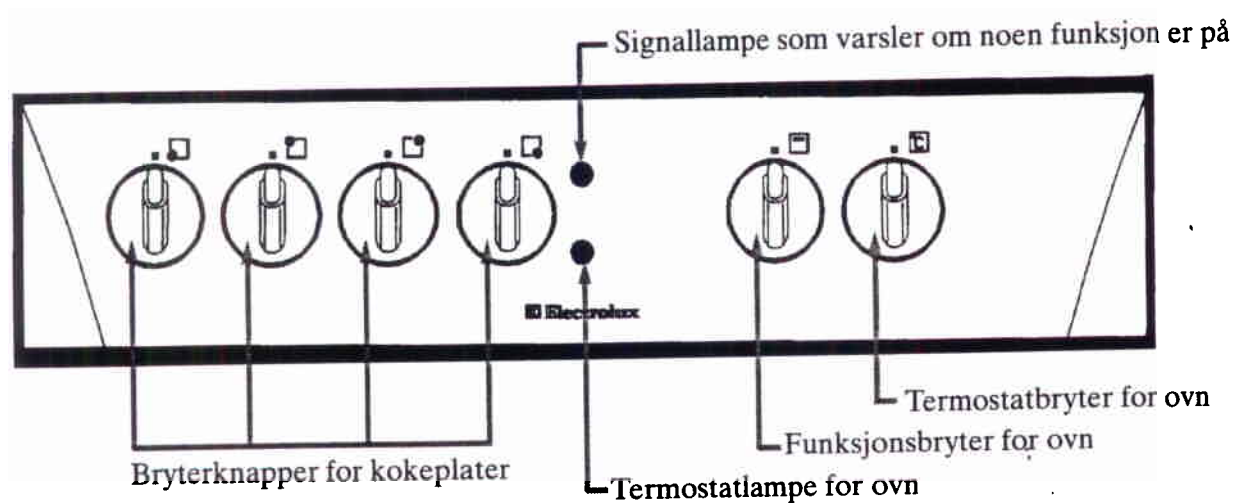 Signallampe som varsler om noen funksjon er på
°C
Electrolux
Termostatbryter for ovn
Funksjonsbryter for ovn
Bryterknapper for kokeplater
Termostatlampe for ovn